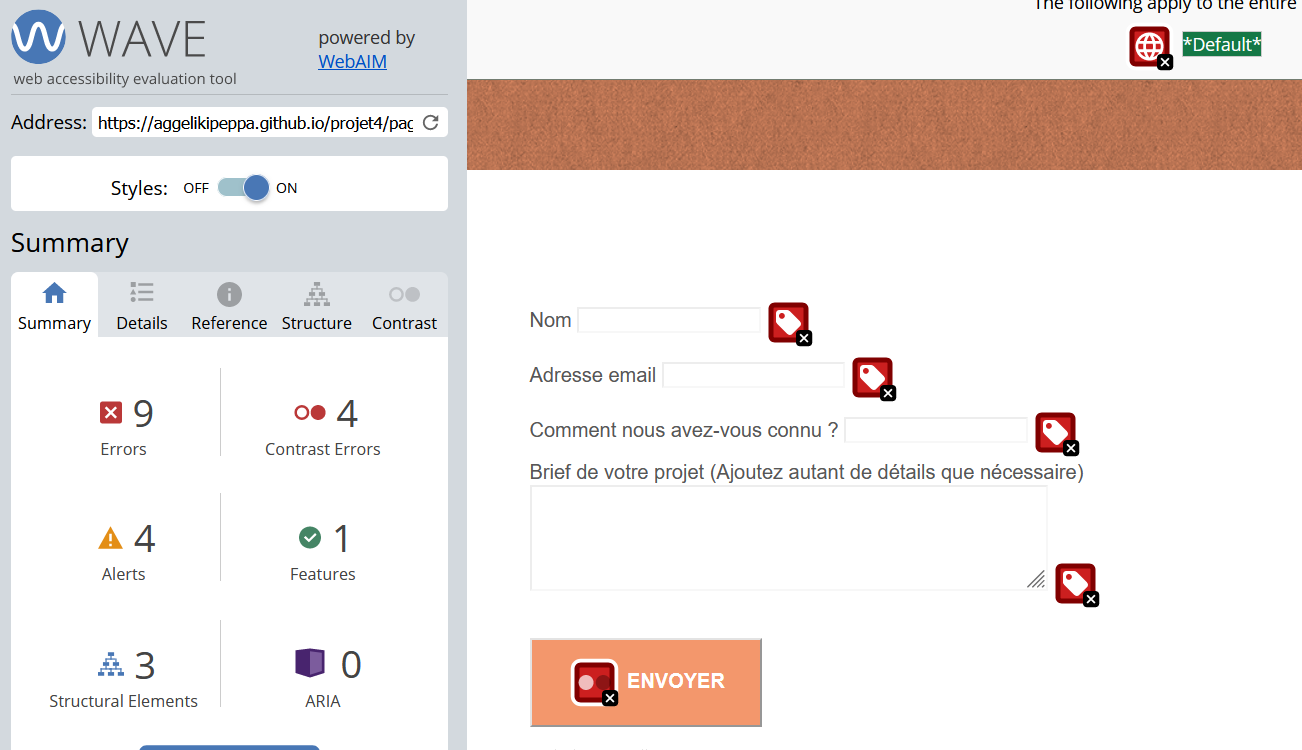 WAVE
powered by
WebAIM
web accessibility evaluation tool
Address: https://aggelikipeppa.github.io/projet4/pag
Styles: OFF ON
Summary
Summary Details Reference Structure Contrast
9
Errors
4
Contrast Errors
4
Alerts
1
Features
3
Structural Elements
0
ARIA
The following apply to the entire
*Default*
Nom
Adresse email
Comment nous avez-vous connu ?
Brief de votre projet (Ajoutez autant de détails que nécessaire)
ENVOYER